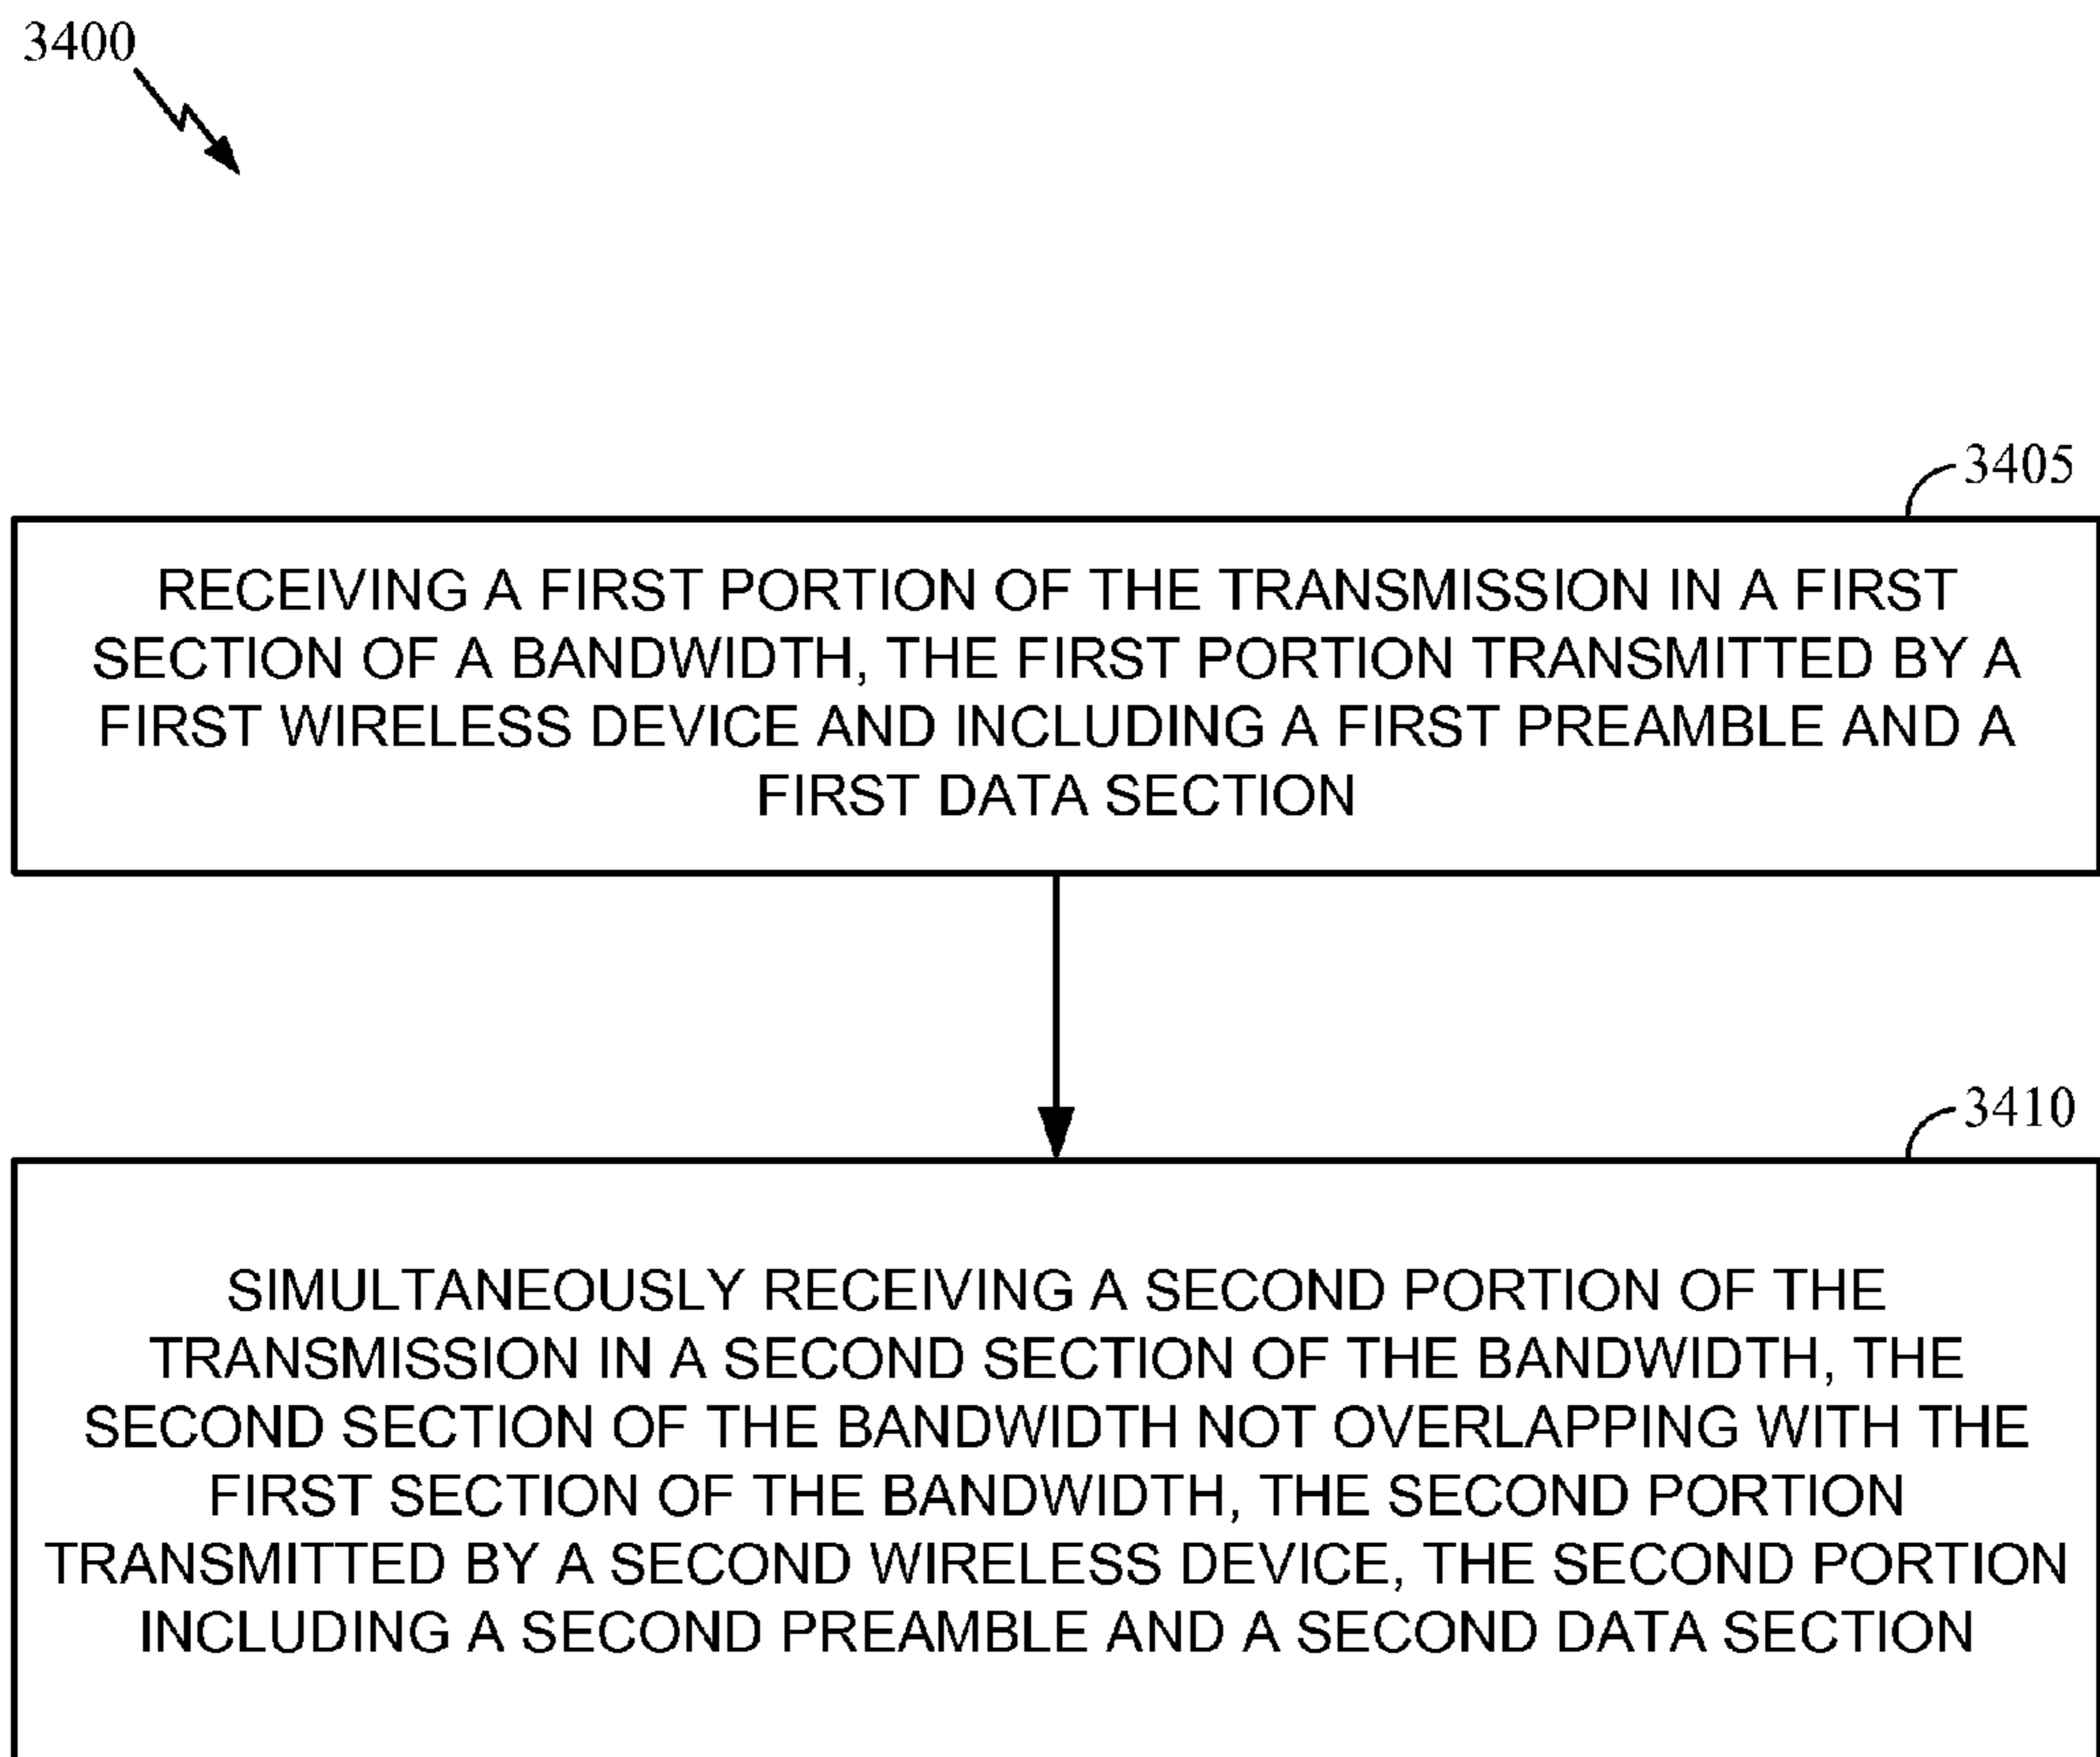 3400
3405
RECEIVING A FIRST PORTION OF THE TRANSMISSION IN A FIRST
SECTION OF A BANDWIDTH, THE FIRST PORTION TRANSMITTED BY A
FIRST WIRELESS DEVICE AND INCLUDING A FIRST PREAMBLE AND A
FIRST DATA SECTION
3410
SIMULTANEOUSLY RECEIVING A SECOND PORTION OF THE
TRANSMISSION IN A SECOND SECTION OF THE BANDWIDTH, THE
SECOND SECTION OF THE BANDWIDTH NOT OVERLAPPING WITH THE
FIRST SECTION OF THE BANDWIDTH, THE SECOND PORTION
TRANSMITTED BY A SECOND WIRELESS DEVICE, THE SECOND PORTION
INCLUDING A SECOND PREAMBLE AND A SECOND DATA SECTION